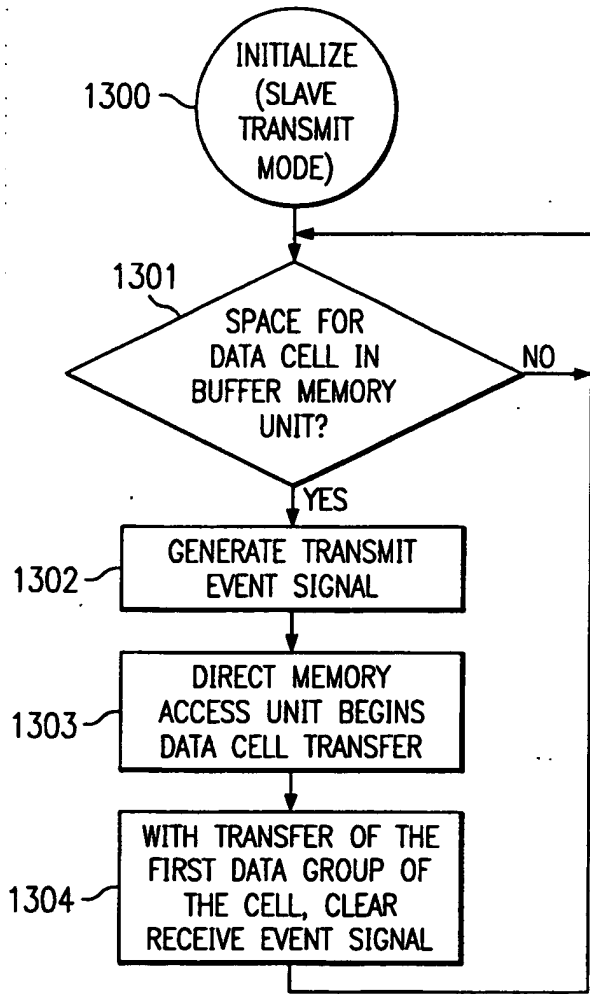 1300
INITIALIZE
(SLAVE
TRANSMIT
MODE)
1301
SPACE FOR
DATA CELL IN
BUFFER MEMORY
UNIT?
NO
YES
1302
GENERATE TRANSMIT
EVENT SIGNAL
1303
DIRECT MEMORY
ACCESS UNIT BEGINS
DATA CELL TRANSFER
1304
WITH TRANSFER OF THE
FIRST DATA GROUP OF
THE CELL, CLEAR
RECEIVE EVENT SIGNAL